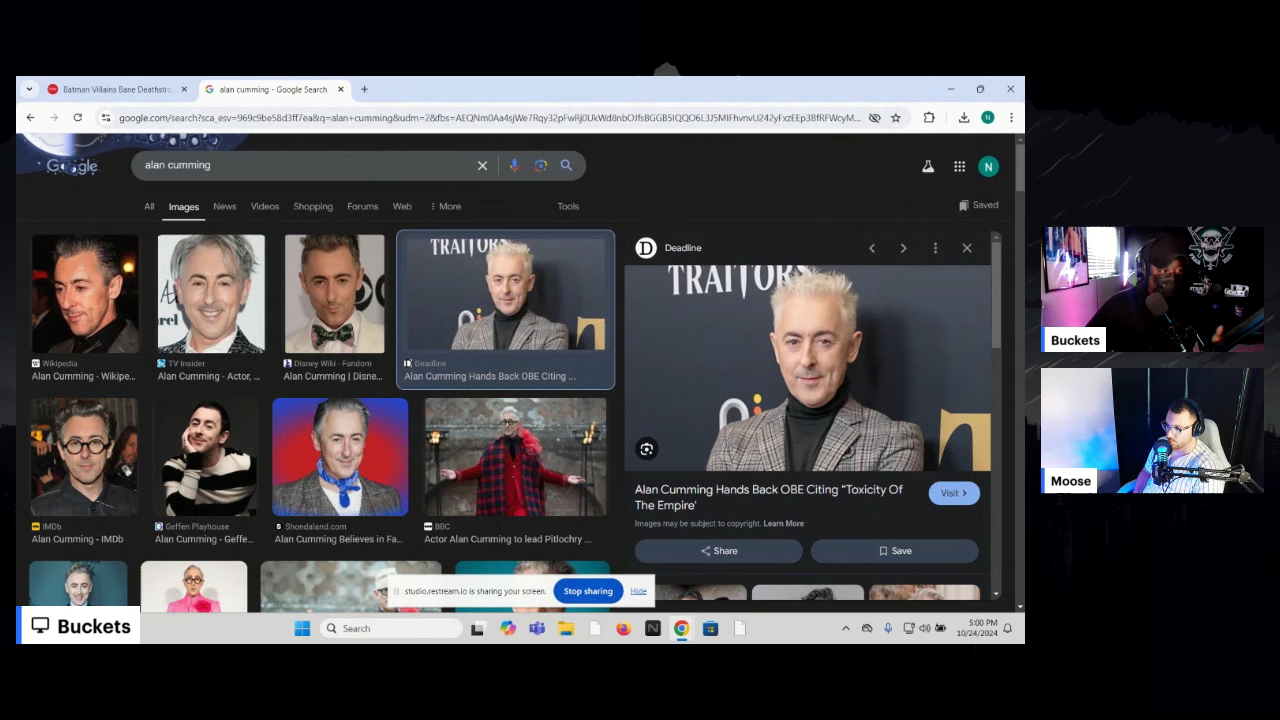 Batman Villains Bane Deathstro
alan cumming - Google Search
google.com/search?sca_esv=969c9be58d3ff7ea&q=alan+cumming&udm=2&fbs=
Google
alan cumming
N
All Images News Videos Shopping Forums Web More Tools
Saved
TRAITORS
Wikipedia
Alan Cumming - Wikipe...
TV Insider
Alan Cumming - Actor, ...
Disney Wiki - Fandom
Alan Cumming | Disne...
Deadline
Alan Cumming Hands Back OBE Citing ...
IMDb
Alan Cumming - IMDb
Geffen Playhouse
Alan Cumming - Geffe...
Shondaland.com
Alan Cumming Believes in Fa...
BBC
Actor Alan Cumming to lead Pitlochry ...
D Deadline
TRAITORS
Alan Cumming Hands Back OBE Citing “Toxicity Of
The Empire'
Visit
Images may be subject to copyright. Learn More
Share
Save
studio.restream.io is sharing your screen.
Stop sharing
Hide
Buckets
Search
5:00 PM
10/24/2024
Buckets
Moose